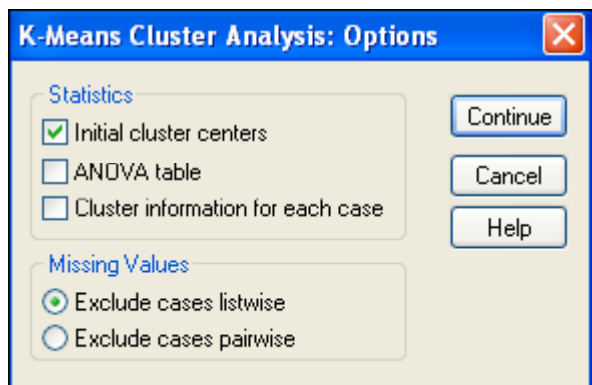 K-Means Cluster Analysis: Options
Statistics
Initial cluster centers
ANOVA table
Cluster information for each case
Missing Values
Exclude cases listwise
Exclude cases pairwise
Continue
Cancel
Help